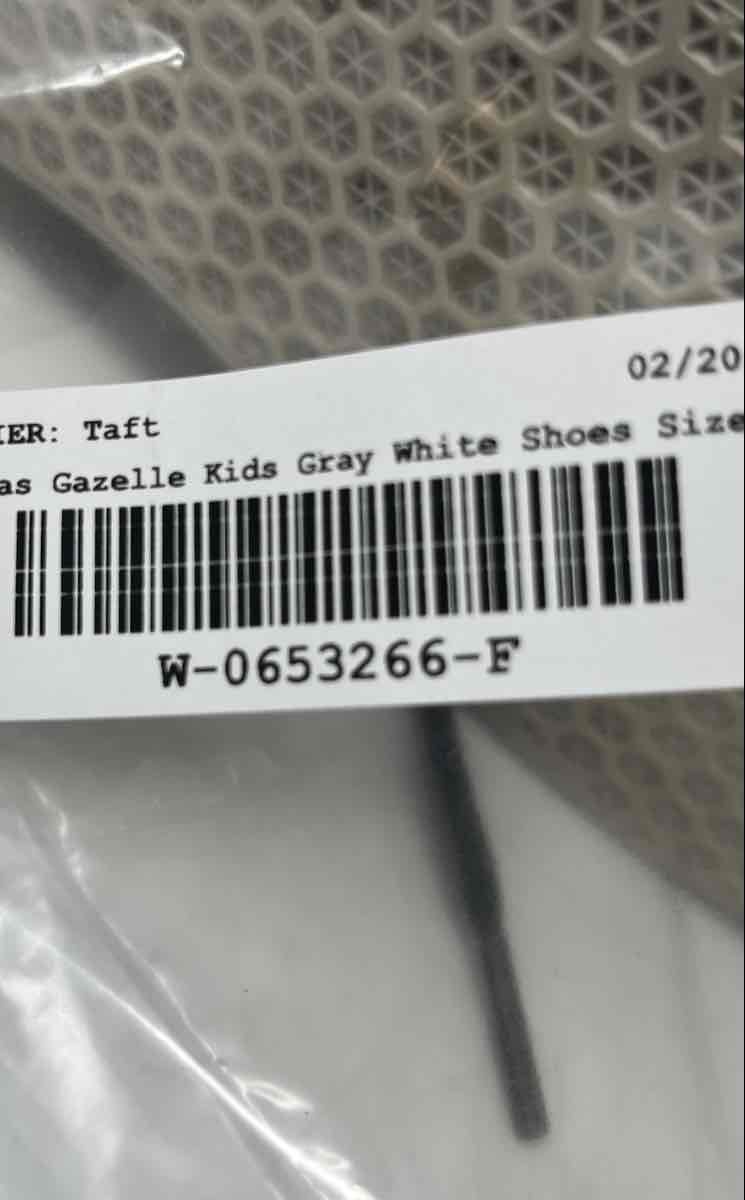 02/20
IER: Taft
as Gazelle Kids Gray White Shoes Size
W-0653266-F